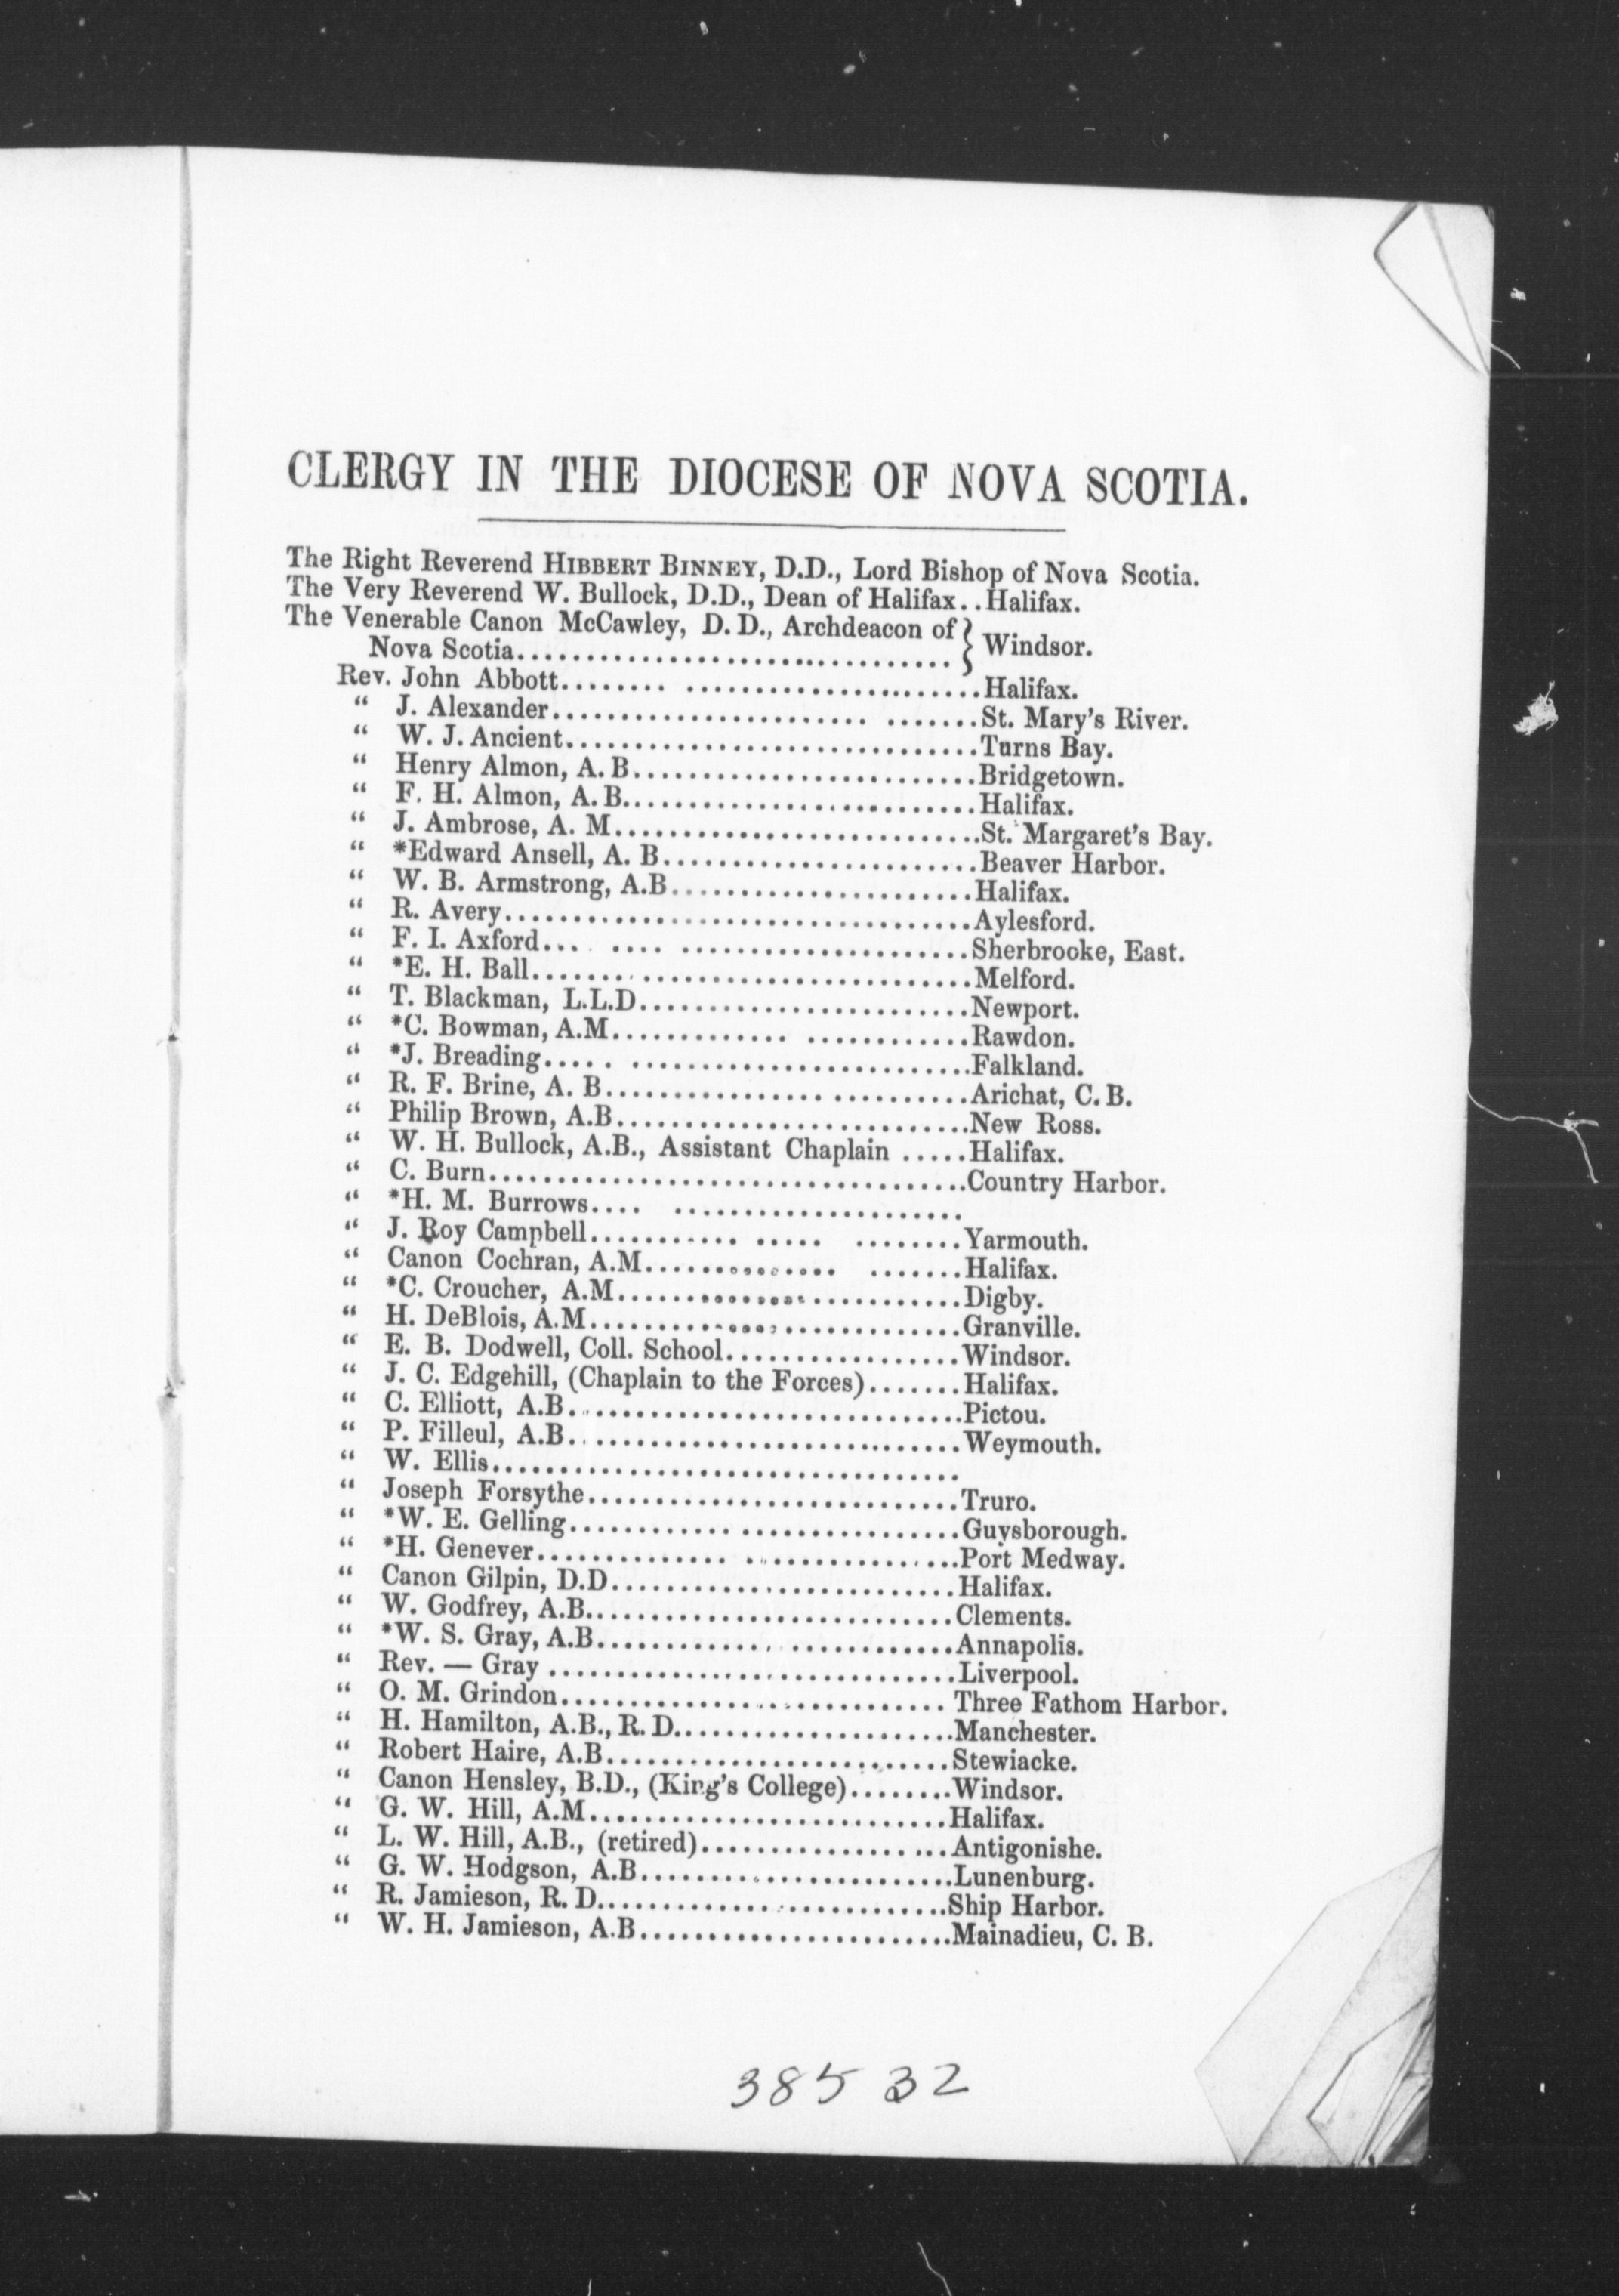 CLERGY IN THE DIOCESE OF NOVA SCOTIA.
The Right Reverend HIBBERT BINNEY, D.D., Lord Bishop of Nova Scotia.
The Very Reverend W. Bullock, D.D., Dean of Halifax..Halifax.
The Venerable Canon McCawley, D. D., Archdeacon of } Windsor.
Nova Scotia................................
Rev. John Abbott........ ......................Halifax.
“ J. Alexander....................... .......St. Mary's River.
“ W. J. Ancient..............................Turns Bay.
“ Henry Almon, A. B.........................Bridgetown.
“ F. H. Almon, A. B..........................Halifax.
“ J. Ambrose, A. M...........................St. Margaret's Bay.
“ *Edward Ansell, A. B.......................Beaver Harbor.
“ W. B. Armstrong, A.B......................Halifax.
“ R. Avery..................................Aylesford.
“ F. I. Axford... .... .....................Sherbrooke, East.
“ *E. H. Ball................................Melford.
“ T. Blackman, L.L.D........................Newport.
“ *C. Bowman, A.M............. ............Rawdon.
“ *J. Breading..... .........................Falkland.
“ R. F. Brine, A. B................ ..........Arichat, C. B.
“ Philip Brown, A.B..........................New Ross.
“ W. H. Bullock, A.B., Assistant Chaplain .....Halifax.
“ C. Burn...................................Country Harbor.
“ *H. M. Burrows.... .....................
“ J. Roy Campbell........... ..... ........Yarmouth.
“ Canon Cochran, A.M.............. .......Halifax.
“ *C. Croucher, A.M.........................Digby.
“ H. DeBlois, A.M...........................Granville.
“ E. B. Dodwell, Coll. School.................Windsor.
“ J. C. Edgehill, (Chaplain to the Forces).......Halifax.
“ C. Elliott, A.B.............................Pictou.
“ P. Filleul, A.B.............................Weymouth.
“ W. Ellis..................................
“ Joseph Forsythe...........................Truro.
“ *W. E. Gelling............ ................Guysborough.
“ *H. Genever.............. ................Port Medway.
“ Canon Gilpin, D.D.........................Halifax.
“ W. Godfrey, A.B...........................Clements.
“ *W. S. Gray, A.B............. ............Annapolis.
“ Rev. — Gray ..............................Liverpool.
“ O. M. Grindon............................ Three Fathom Harbor.
“ H. Hamilton, A.B., R. D....................Manchester.
“ Robert Haire, A.B.........................Stewiacke.
“ Canon Hensley, B.D., (King's College)........Windsor.
“ G. W. Hill, A.M..........................Halifax.
“ L. W. Hill, A.B., (retired)................. ...Antigonishe.
“ G. W. Hodgson, A.B.......................Lunenburg.
“ R. Jamieson, R. D..........................Ship Harbor.
“ W. H. Jamieson, A.B.......................Mainadieu, C. B.
38532